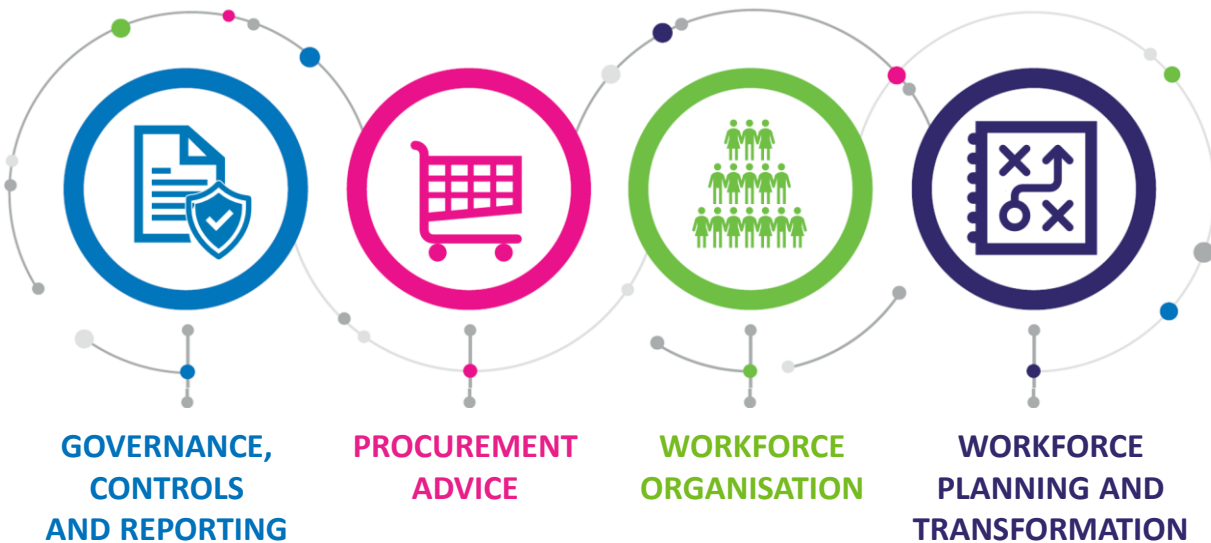 GOVERNANCE,
CONTROLS
AND REPORTING
PROCUREMENT
ADVICE
WORKFORCE
ORGANISATION
WORKFORCE
PLANNING AND
TRANSFORMATION